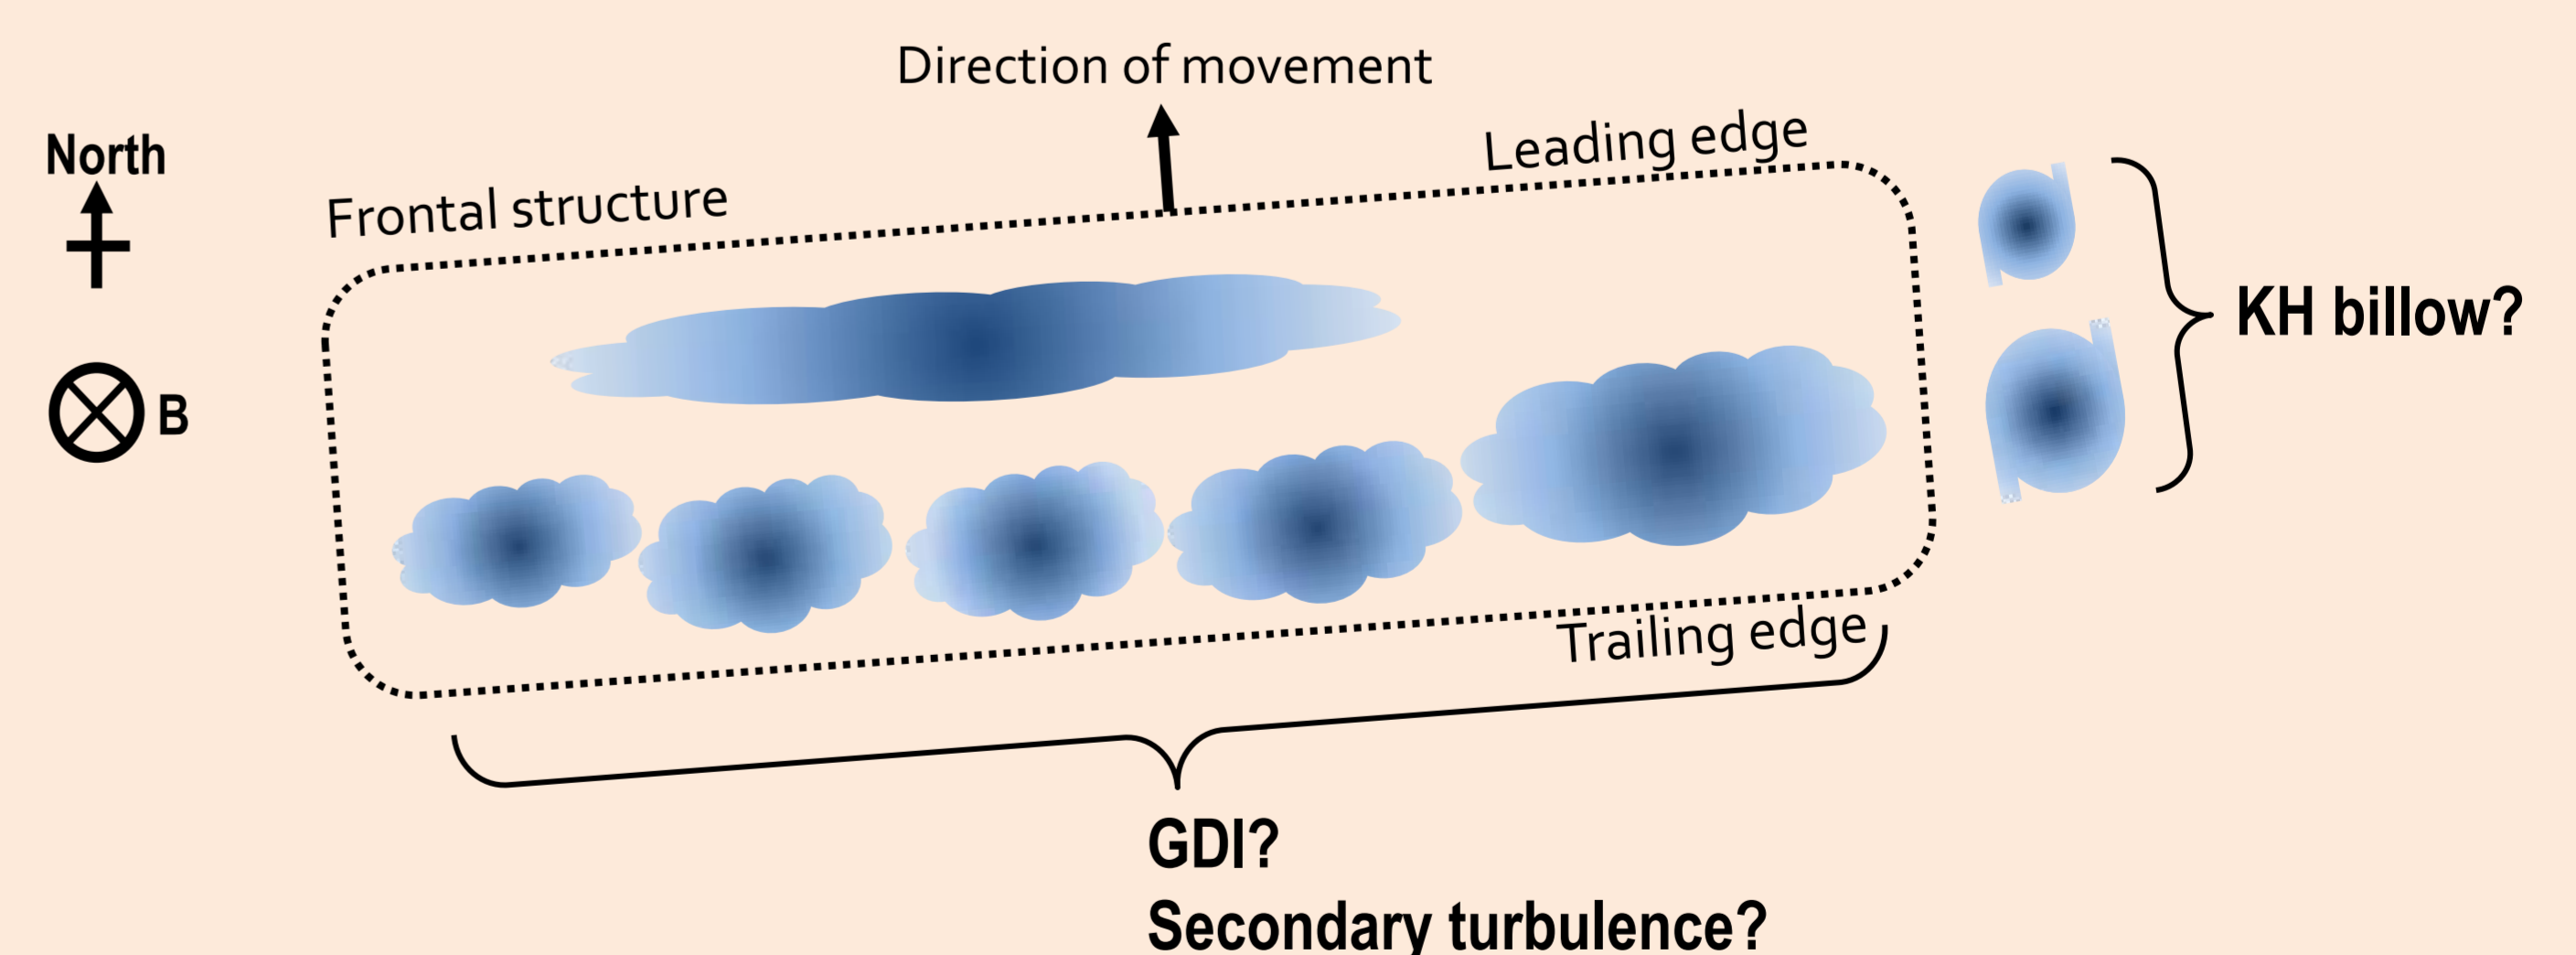 Direction of movement
North
Leading edge
Frontal structure
KH billow?
B
Trailing edge
GDI?
Secondary turbulence?